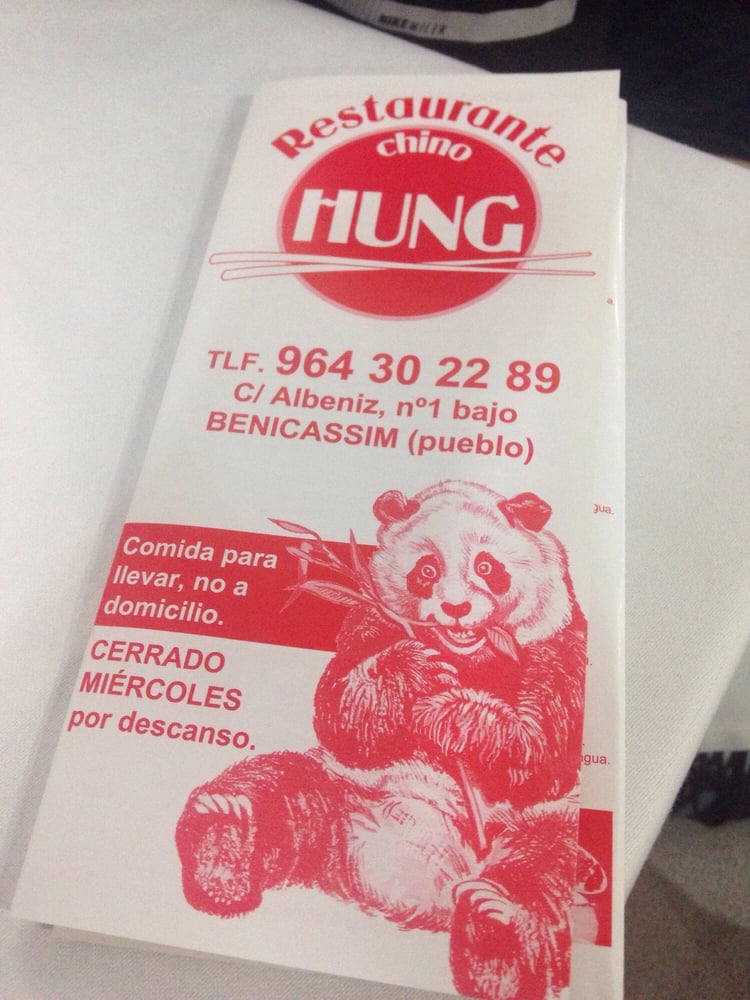 Restaurante
chino
HUNG
TLF. 964 30 22 89
C/ Albeniz, nº1 bajo
BENICASSIM (pueblo)
Comida para
llevar, no a
domicilio.
CERRADO
MIÉRCOLES
por descanso.